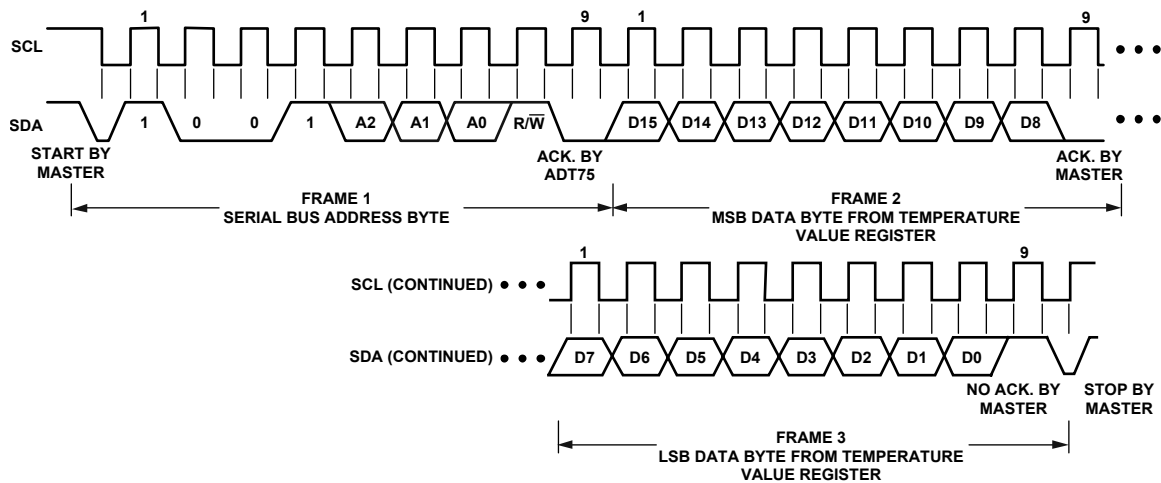 1 9 1 9
SCL
SDA 1 0 0 1 A2 A1 A0 R/W̅ D15 D14 D13 D12 D11 D10 D9 D8
START BY
MASTER
ACK. BY
ADT75
ACK. BY
MASTER
FRAME 1
SERIAL BUS ADDRESS BYTE
FRAME 2
MSB DATA BYTE FROM TEMPERATURE
VALUE REGISTER
1 9
SCL (CONTINUED)
SDA (CONTINUED) D7 D6 D5 D4 D3 D2 D1 D0
NO ACK. BY
MASTER
STOP BY
MASTER
FRAME 3
LSB DATA BYTE FROM TEMPERATURE
VALUE REGISTER